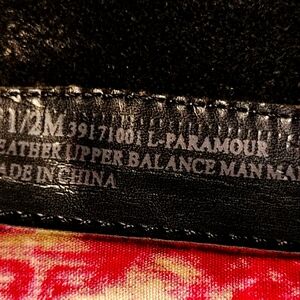 1/2M 39171001 L-PARAMOUR
EATHER UPPER BALANCE MAN MA
ADE IN CHINA